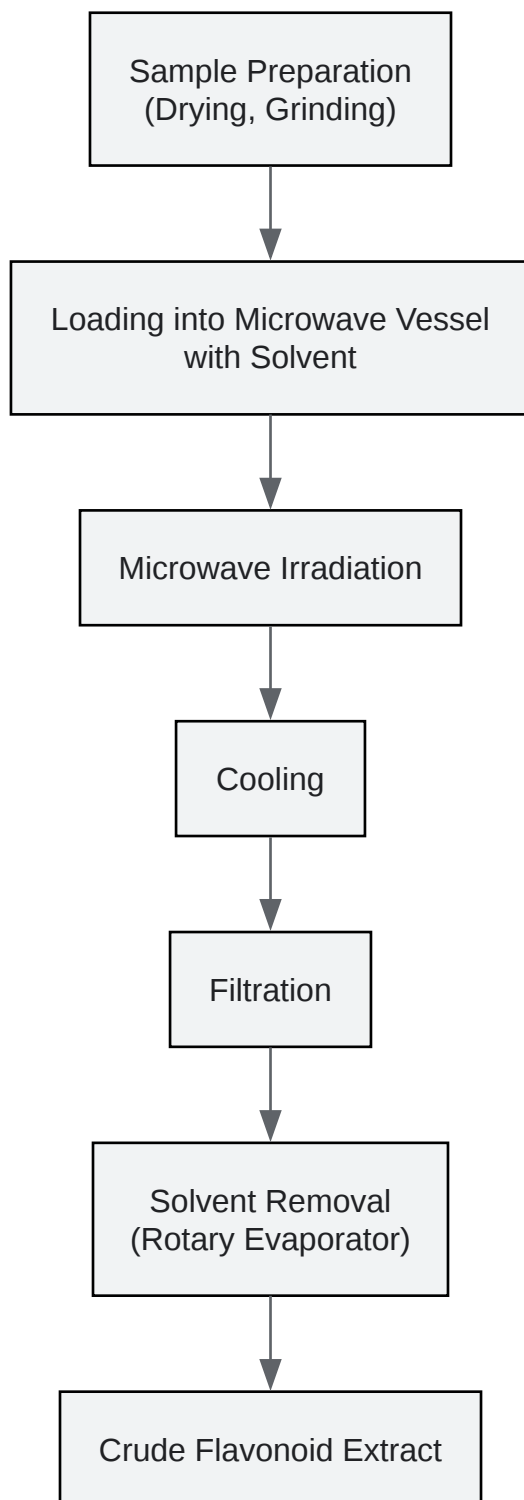 Sample Preparation
(Drying, Grinding)
Loading into Microwave Vessel
with Solvent
Microwave Irradiation
Cooling
Filtration
Solvent Removal
(Rotary Evaporator)
Crude Flavonoid Extract